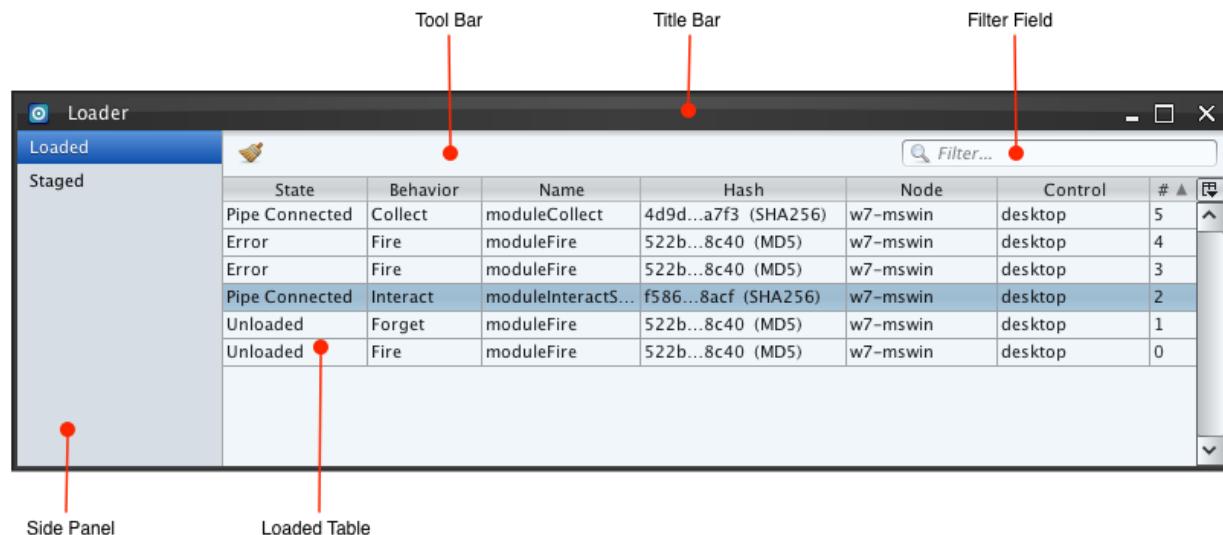 Tool Bar Title Bar Filter Field
Loader
Loaded Filter...
Staged
State Behavior Name Hash Node Control #
Pipe Connected Collect moduleCollect 4d9d...a7f3 (SHA256) w7-mswin desktop 5
Error Fire moduleFire 522b...8c40 (MD5) w7-mswin desktop 4
Error Fire moduleFire 522b...8c40 (MD5) w7-mswin desktop 3
Pipe Connected Interact moduleInteractS... f586...8acf (SHA256) w7-mswin desktop 2
Unloaded Forget moduleFire 522b...8c40 (MD5) w7-mswin desktop 1
Unloaded Fire moduleFire 522b...8c40 (MD5) w7-mswin desktop 0
Side Panel Loaded Table